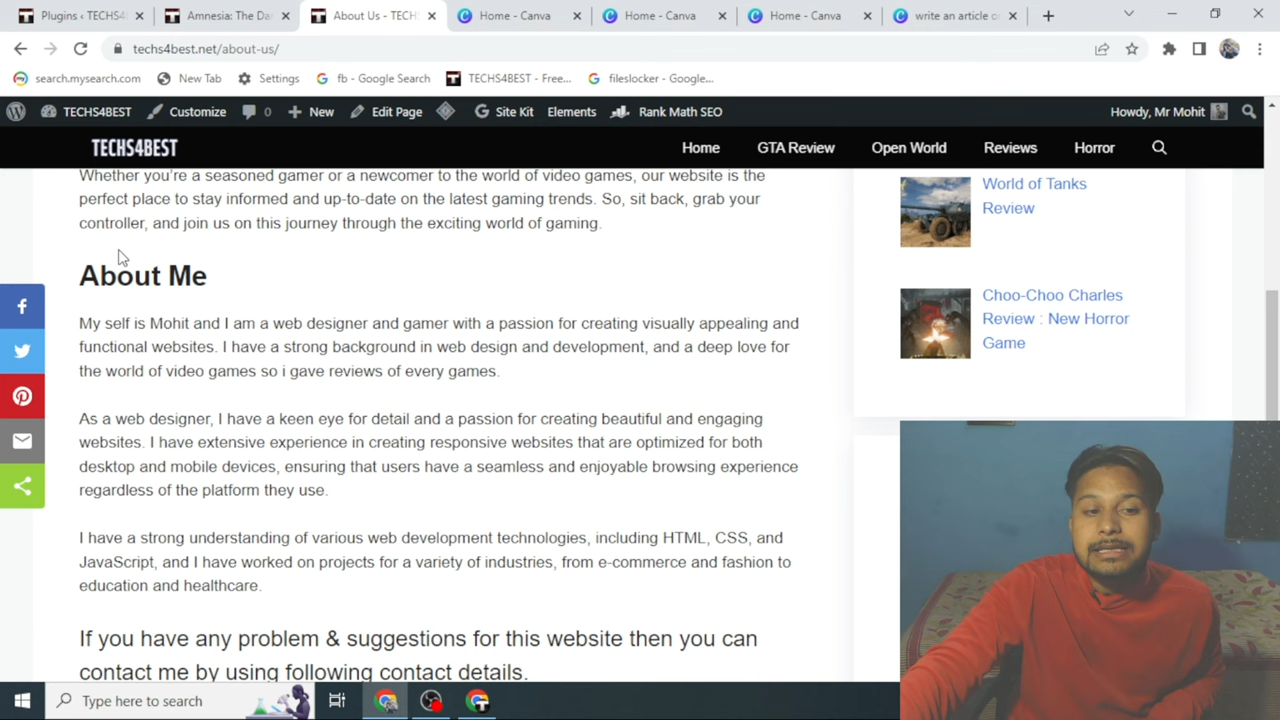 Plugins ‹ TECHS4
Amnesia: The Da
About Us - TECH
Home - Canva
Home - Canva
Home - Canva
write an article o
techs4best.net/about-us/
search.mysearch.com
New Tab
Settings
fb - Google Search
TECHS4BEST - Free...
fileslocker - Google...
TECHS4BEST
Customize
0
New
Edit Page
Site Kit
Elements
Rank Math SEO
Howdy, Mr Mohit
TECHS4BEST
Home
GTA Review
Open World
Reviews
Horror
Whether you're a seasoned gamer or a newcomer to the world of video games, our website is the
perfect place to stay informed and up-to-date on the latest gaming trends. So, sit back, grab your
controller, and join us on this journey through the exciting world of gaming.
About Me
My self is Mohit and I am a web designer and gamer with a passion for creating visually appealing and
functional websites. I have a strong background in web design and development, and a deep love for
the world of video games so i gave reviews of every games.
As a web designer, I have a keen eye for detail and a passion for creating beautiful and engaging
websites. I have extensive experience in creating responsive websites that are optimized for both
desktop and mobile devices, ensuring that users have a seamless and enjoyable browsing experience
regardless of the platform they use.
I have a strong understanding of various web development technologies, including HTML, CSS, and
JavaScript, and I have worked on projects for a variety of industries, from e-commerce and fashion to
education and healthcare.
If you have any problem & suggestions for this website then you can
contact me by using following contact details.
World of Tanks
Review
Choo-Choo Charles
Review : New Horror
Game
Type here to search